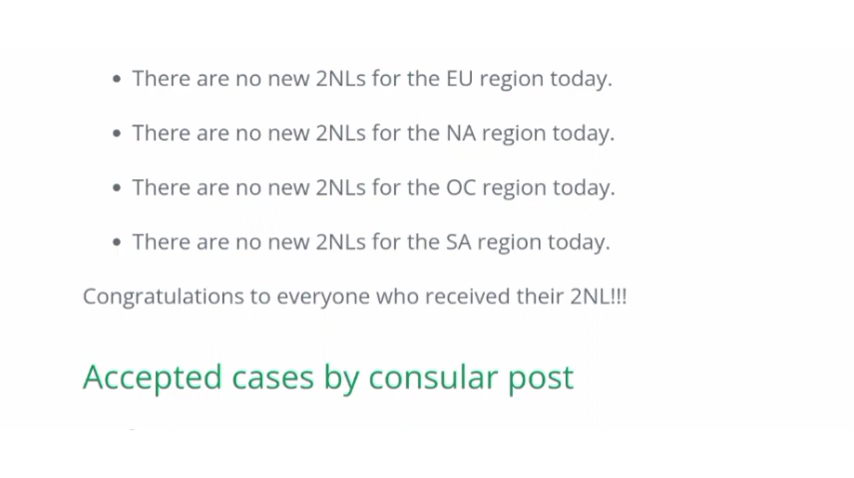 • There are no new 2NLs for the EU region today.
• There are no new 2NLs for the NA region today.
• There are no new 2NLs for the OC region today.
• There are no new 2NLs for the SA region today.
Congratulations to everyone who received their 2NL!!!
Accepted cases by consular post